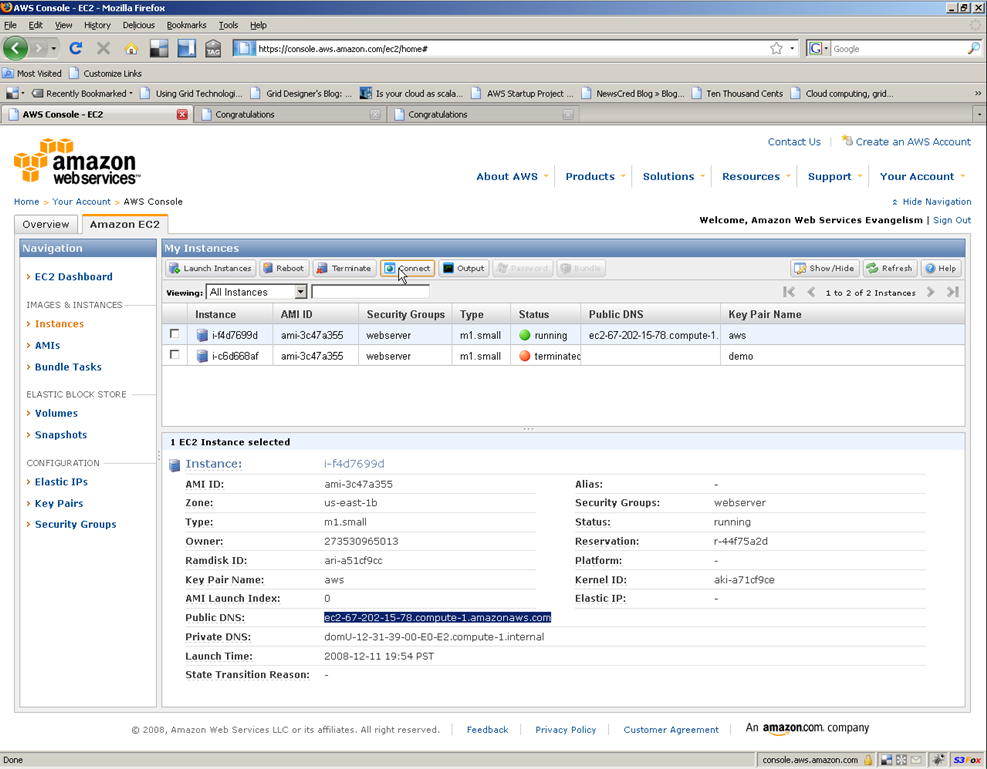 AWS Console - EC2 - Mozilla Firefox
File Edit View History Delicious Bookmarks Tools Help
TAG https://console.aws.amazon.com/ec2/home# G Google
Most Visited Customize Links
Recently Bookmarked Using Grid Technologi... Grid Designer's Blog: ... Is your cloud as scala... AWS Startup Project ... NewsCred Blog » Blog... Ten Thousand Cents Cloud computing, grid... »
AWS Console - EC2 Congratulations Congratulations
Contact Us Create an AWS Account
amazon
web services™
About AWS Products Solutions Resources Support Your Account
Home > Your Account > AWS Console Hide Navigation
Overview Amazon EC2 Welcome, Amazon Web Services Evangelism | Sign Out
Navigation
EC2 Dashboard
IMAGES & INSTANCES
Instances
AMIs
Bundle Tasks
ELASTIC BLOCK STORE
Volumes
Snapshots
CONFIGURATION
Elastic IPs
Key Pairs
Security Groups
My Instances
Launch Instances Reboot Terminate Connect Output Password Bundle Show/Hide Refresh Help
Viewing: All Instances 1 to 2 of 2 Instances
Instance AMI ID Security Groups Type Status Public DNS Key Pair Name
i-f4d7699d ami-3c47a355 webserver m1.small running ec2-67-202-15-78.compute-1. aws
i-c6d668af ami-3c47a355 webserver m1.small terminated demo
1 EC2 Instance selected
Instance: i-f4d7699d
AMI ID: ami-3c47a355 Alias: -
Zone: us-east-1b Security Groups: webserver
Type: m1.small Status: running
Owner: 273530965013 Reservation: r-44f75a2d
Ramdisk ID: ari-a51cf9cc Platform: -
Key Pair Name: aws Kernel ID: aki-a71cf9ce
AMI Launch Index: 0 Elastic IP: -
Public DNS: ec2-67-202-15-78.compute-1.amazonaws.com
Private DNS: domU-12-31-39-00-E0-E2.compute-1.internal
Launch Time: 2008-12-11 19:54 PST
State Transition Reason: -
© 2008, Amazon Web Services LLC or its affiliates. All right reserved. Feedback Privacy Policy Customer Agreement An amazon.com. company
Done console.aws.amazon.com S3Fox